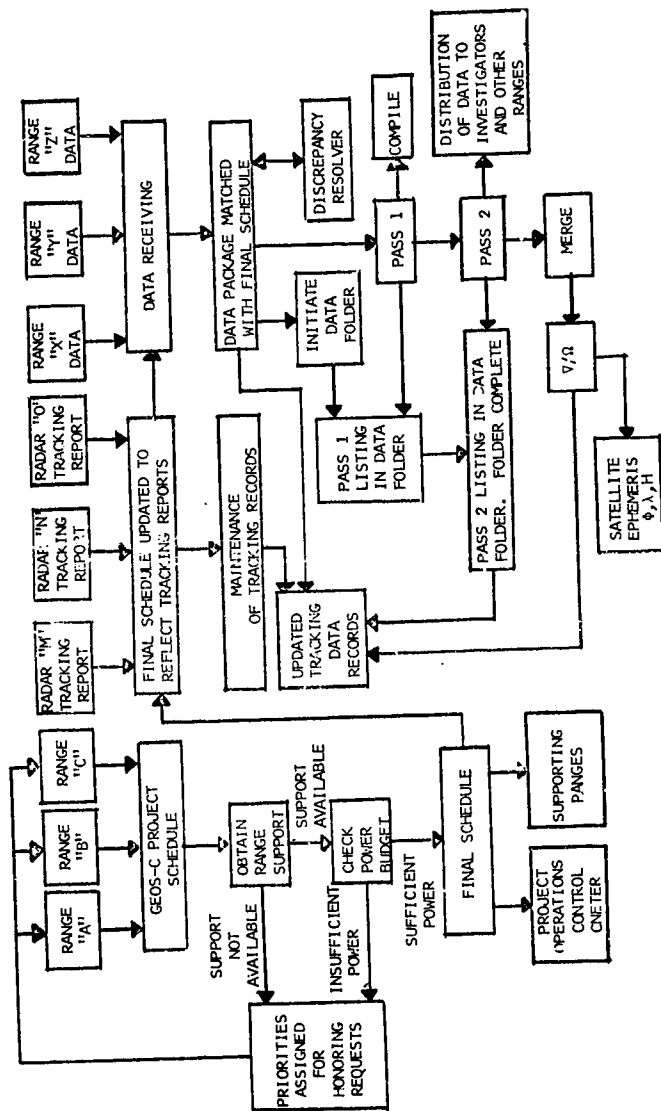 RANGE
"A"
RANGE
"B"
RANGE
"C"
GEOS-C PROJECT
SCHEDULE
OBTAIN
RANGE
SUPPORT
SUPPORT
NOT
AVAILABLE
SUPPORT
AVAILABLE
CHECK
POWER
BUDGET
INSUFFICIENT
POWER
SUFFICIENT
POWER
PRIORITIES
ASSIGNED
FOR
HONORING
REQUESTS
FINAL SCHEDULE
PROJECT
OPERATIONS
CONTROL
CNETER
SUPPORTING
PANGES
RADAR "M"
TRACKING
REPORT
RADAR "N"
TRACKING
REPORT
RADAR "O"
TRACKING
REPORT
FINAL SCHEDULE UPDATED TO
REFLECT TRACKING REPORTS
MAINTENANCE
OF TRACKING RECORDS
UPDATED
TRACKING
DATA
RECORDS
RANGE
"X"
DATA
RANGE
"Y"
DATA
RANGE
"Z"
DATA
DATA RECEIVING
DATA PACKAGE MATCHED
WITH FINAL SCHEDULE
DISCREPANCY
RESOLVER
INITIATE
DATA
FOLDER
PASS 1
LISTING
IN DATA
FOLDER
PASS 1
COMPILE
PASS 2
DISTRIBUTION
OF DATA TO
INVESTIGATORS
AND OTHER
RANGES
PASS 2 LISTING IN DATA
FOLDER. FOLDER COMPLETE
MERGE
∇/Ω
SATELLITE
EPHEMERIS
Φ,λ,H